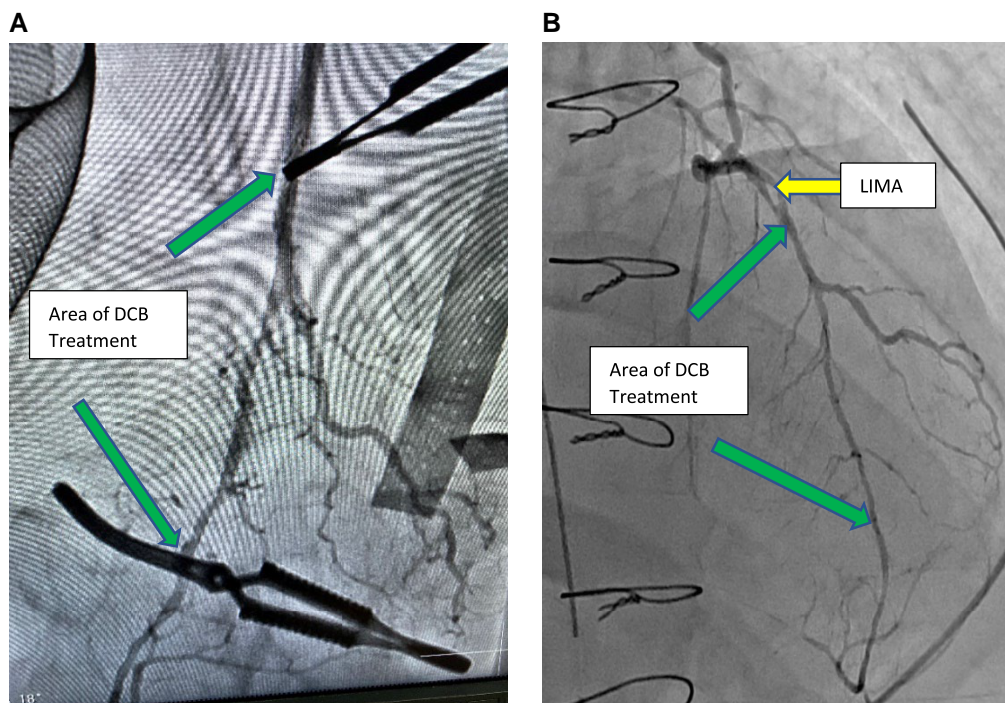 A
B
LIMA
Area of DCB
Treatment
Area of DCB
Treatment
18°